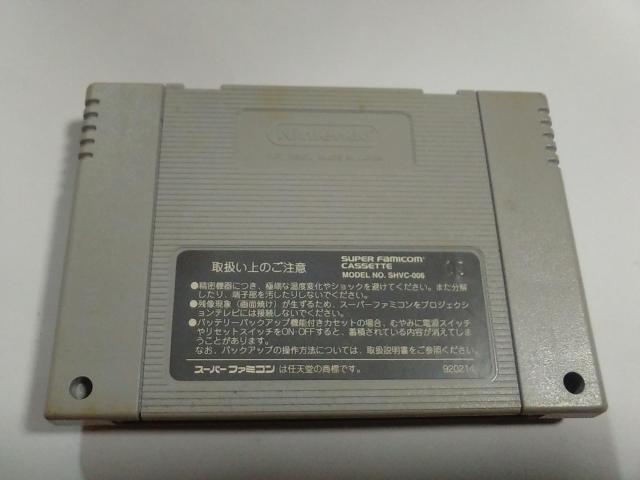 Nintendo
取扱い上のご注意
SUPER FAMICOM
CASSETTE
MODEL NO. SHVC-006
●精密機器につき、極端な温度変化やショックを避けてください。また分解
したり、端子部を汚したりしないでください。
●残像現象（画面焼け）が生ずるため、スーパーファミコンをプロジェクシ
ョンテレビには接続しないでください。
●バッテリーバックアップ機能付きカセットの場合、むやみに電源スイッチ
やリセットスイッチをON・OFFすると、蓄積されている内容が消えてしま
うことがあります。
なお、バックアップの操作方法については、取扱説明書をご参照ください。
スーパーファミコンは任天堂の商標です。
920214